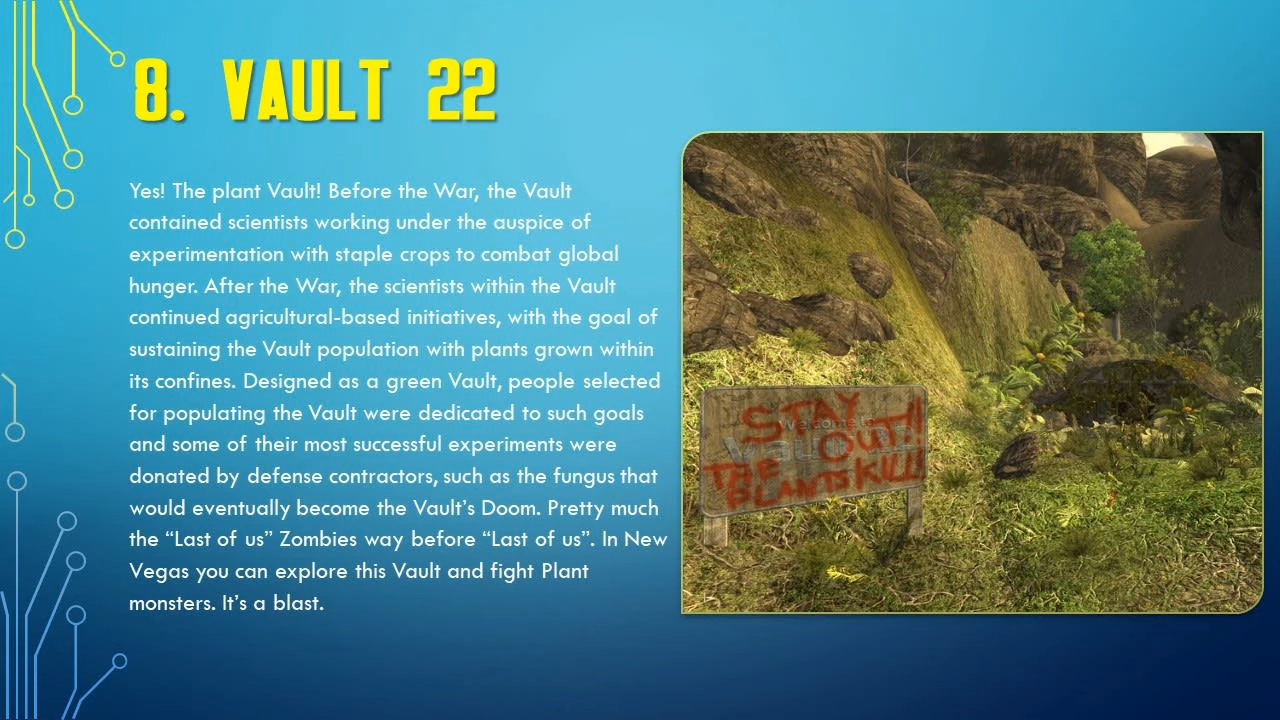 8. VAULT 22
Yes! The plant Vault! Before the War, the Vault
contained scientists working under the auspice of
experimentation with staple crops to combat global
hunger. After the War, the scientists within the Vault
continued agricultural-based initiatives, with the goal of
sustaining the Vault population with plants grown within
its confines. Designed as a green Vault, people selected
for populating the Vault were dedicated to such goals
and some of their most successful experiments were
donated by defense contractors, such as the fungus that
would eventually become the Vault’s Doom. Pretty much
the “Last of us” Zombies way before “Last of us”. In New
Vegas you can explore this Vault and fight Plant
monsters. It’s a blast.
STAY
Welcome
OUT!!
THE
PLANTS KILL!